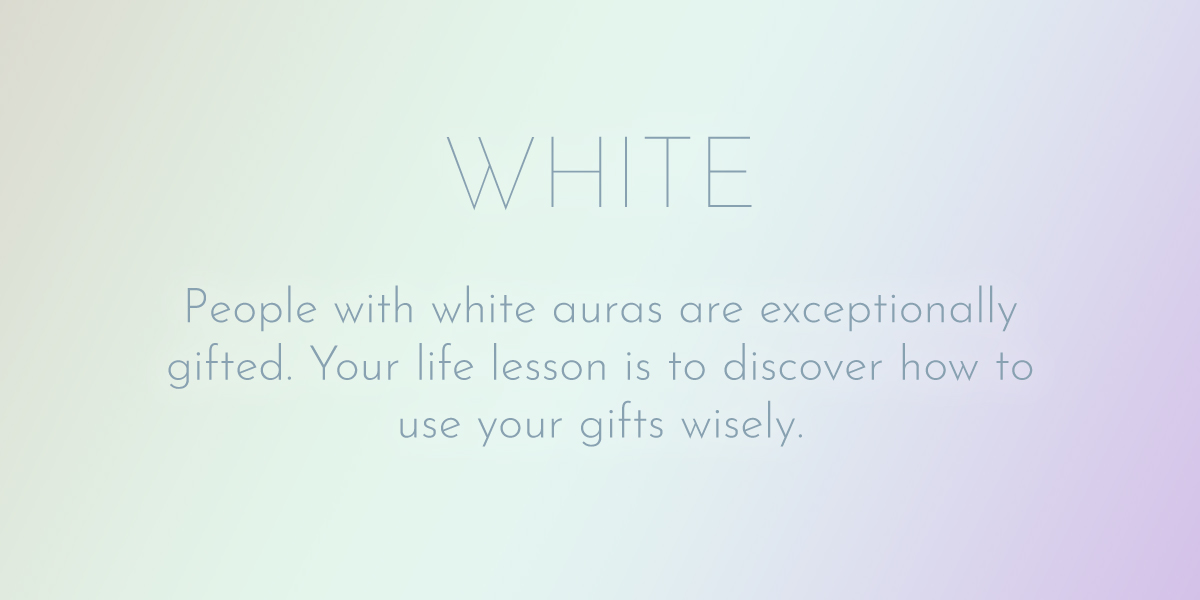 WHITE
People with white auras are exceptionally
gifted. Your life lesson is to discover how to
use your gifts wisely.